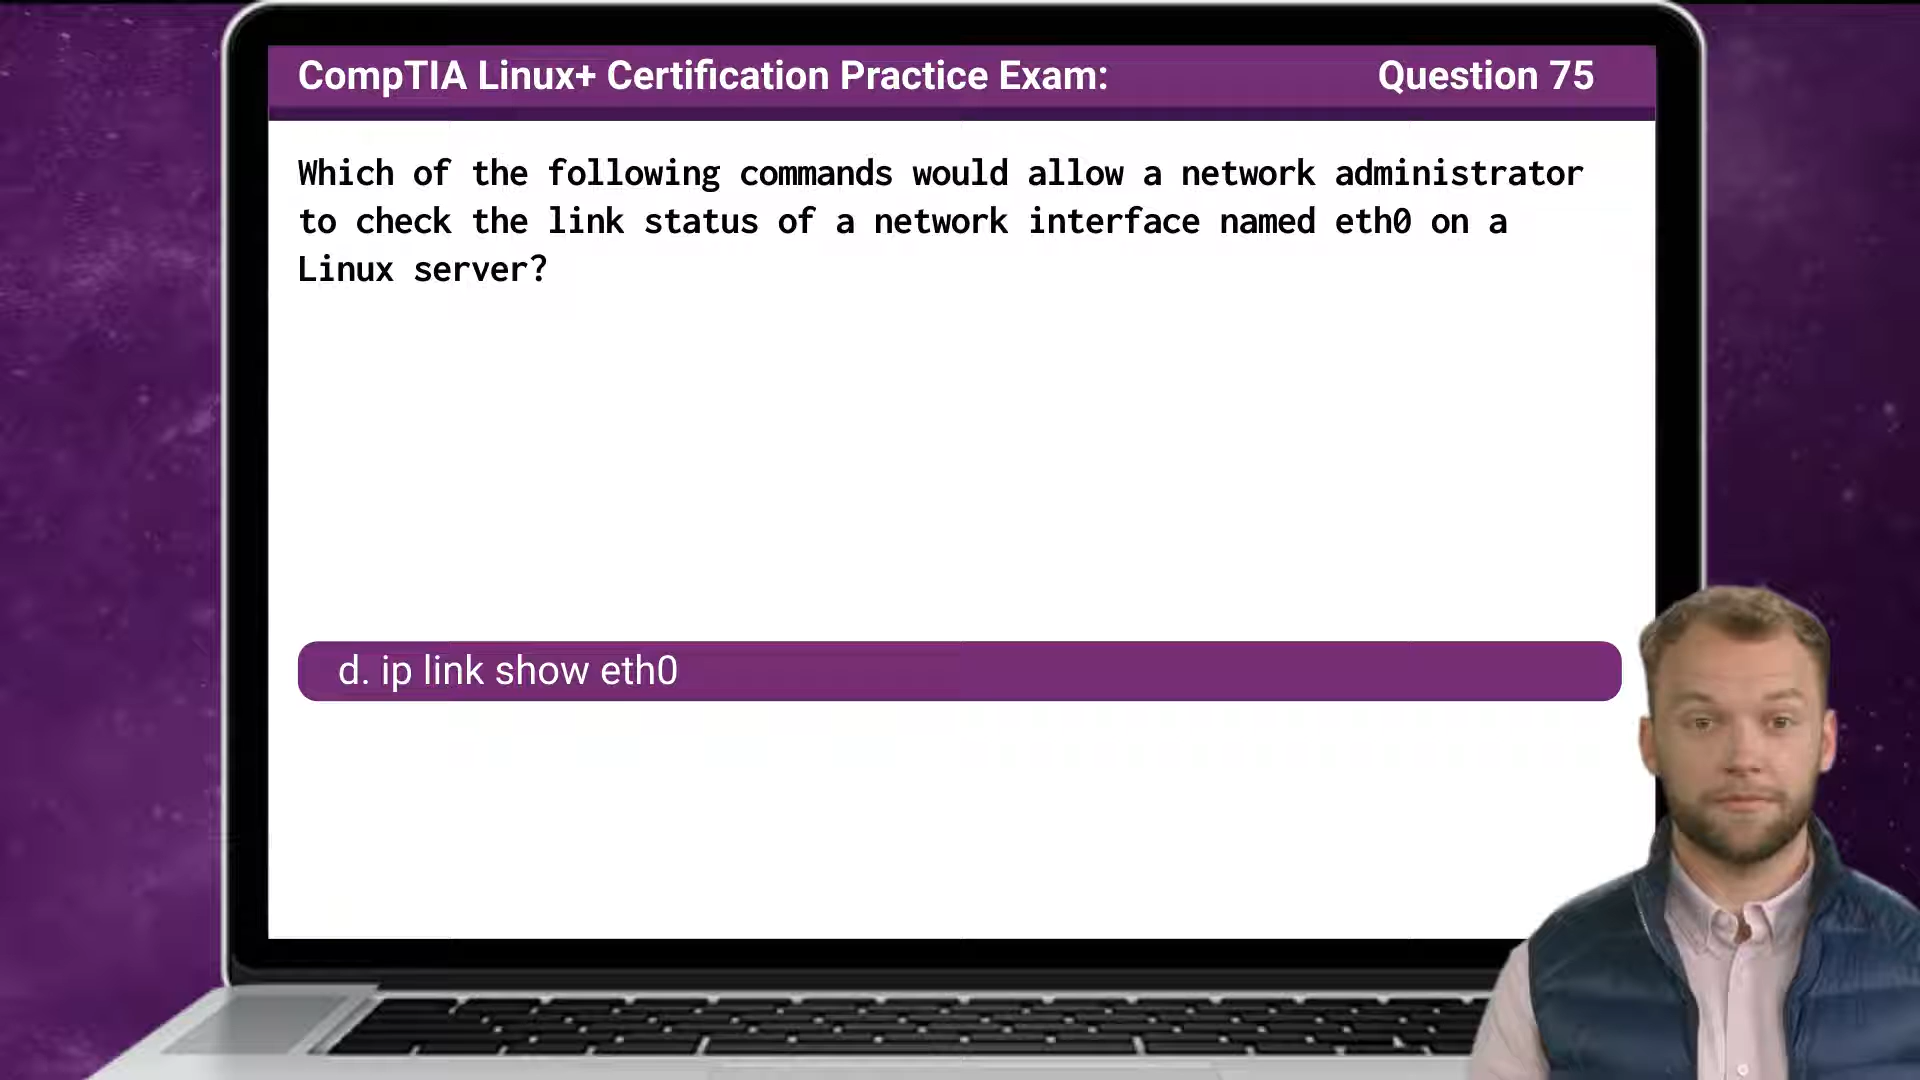 CompTIA Linux+ Certification Practice Exam: Question 75
Which of the following commands would allow a network administrator
to check the link status of a network interface named eth0 on a
Linux server?
d. ip link show eth0